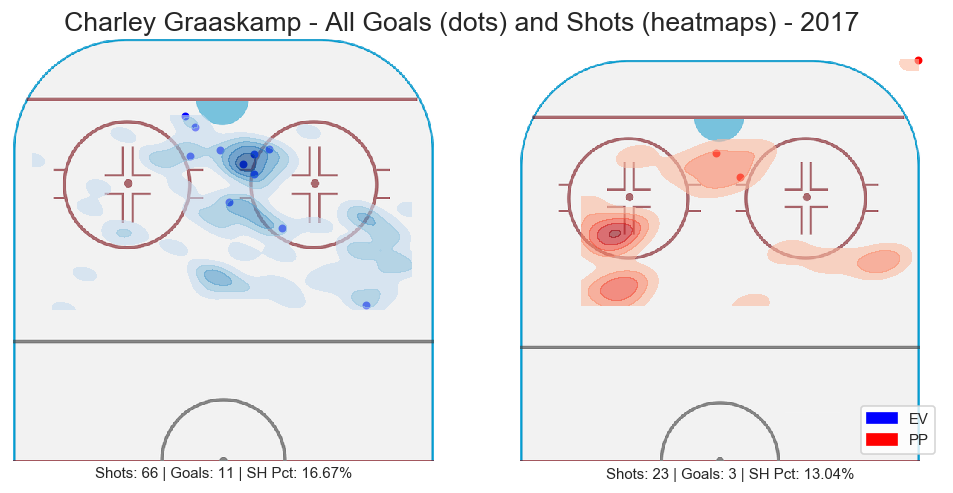 Charley Graaskamp - All Goals (dots) and Shots (heatmaps) - 2017
EV
PP
Shots: 66 | Goals: 11 | SH Pct: 16.67%
Shots: 23 | Goals: 3 | SH Pct: 13.04%